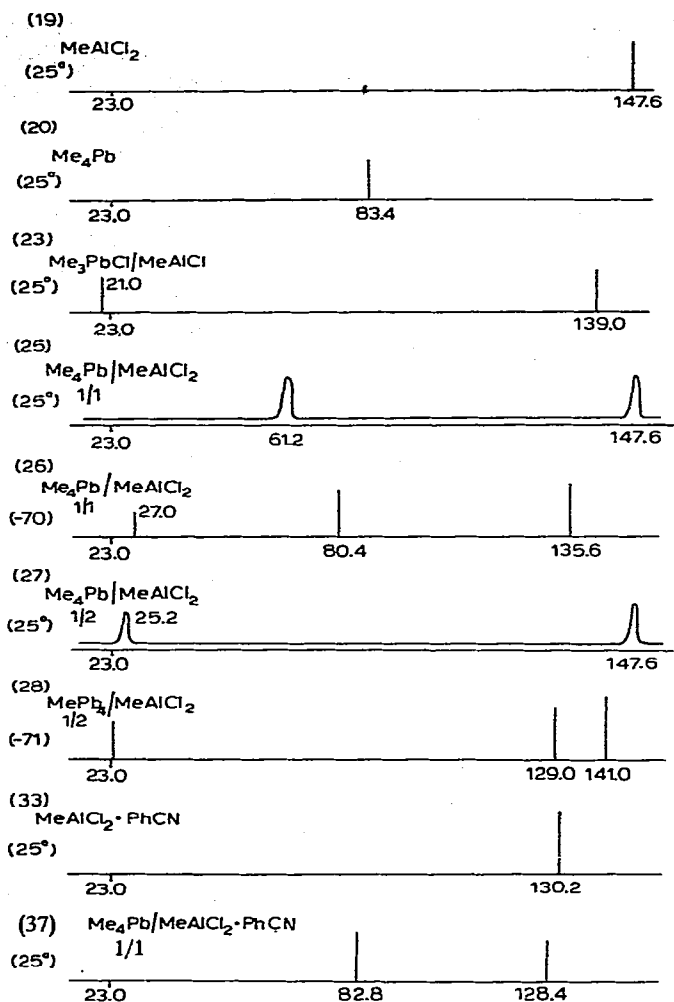 (19)
MeAlCl₂
(25°)
23.0 147.6
(20)
Me₄Pb
(25°)
23.0 83.4
(23)
Me₃PbCl/MeAlCl
(25°) 21.0
23.0 139.0
(25)
Me₄Pb/MeAlCl₂
(25°) 1/1
23.0 61.2 147.6
(26)
Me₄Pb/MeAlCl₂
1/1 27.0
(-70)
23.0 80.4 135.6
(27)
Me₄Pb/MeAlCl₂
1/2 25.2
(25°)
23.0 147.6
(28)
MePb₄/MeAlCl₂
1/2
(-71)
23.0 129.0 141.0
(33)
MeAlCl₂·PhCN
(25°)
23.0 130.2
(37) Me₄Pb/MeAlCl₂·PhCN
1/1
(25°)
23.0 82.8 128.4